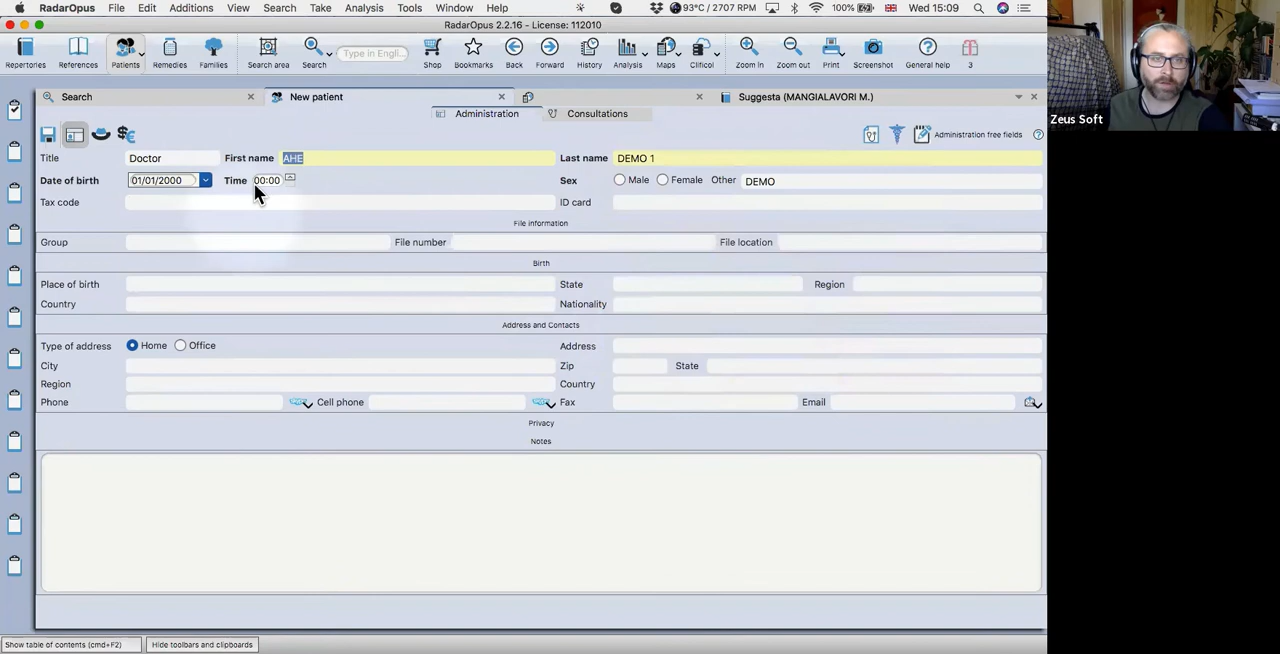 RadarOpus File Edit Additions View Search Take Analysis Tools Window Help 93°C / 2707 RPM 100% Wed 15:09
RadarOpus 2.2.16 - License: 112010
Type in Engli...
Repertories References Patients Remedies Families Search area Search Shop Bookmarks Back Forward History Analysis Maps Clificol Zoom in Zoom out Print Screenshot General help 3
Search New patient Suggesta (MANGIALAVORI M.)
Administration Consultations
Zeus Soft
Administration free fields
Title Doctor First name AHE Last name DEMO 1
Date of birth 01/01/2000 Time 00:00 Sex Male Female Other DEMO
Tax code ID card
File information
Group File number File location
Birth
Place of birth State Region
Country Nationality
Address and Contacts
Type of address Home Office Address
City Zip State
Region Country
Phone Cell phone Fax Email
Privacy
Notes
Show table of contents (cmd+F2) Hide toolbars and clipboards